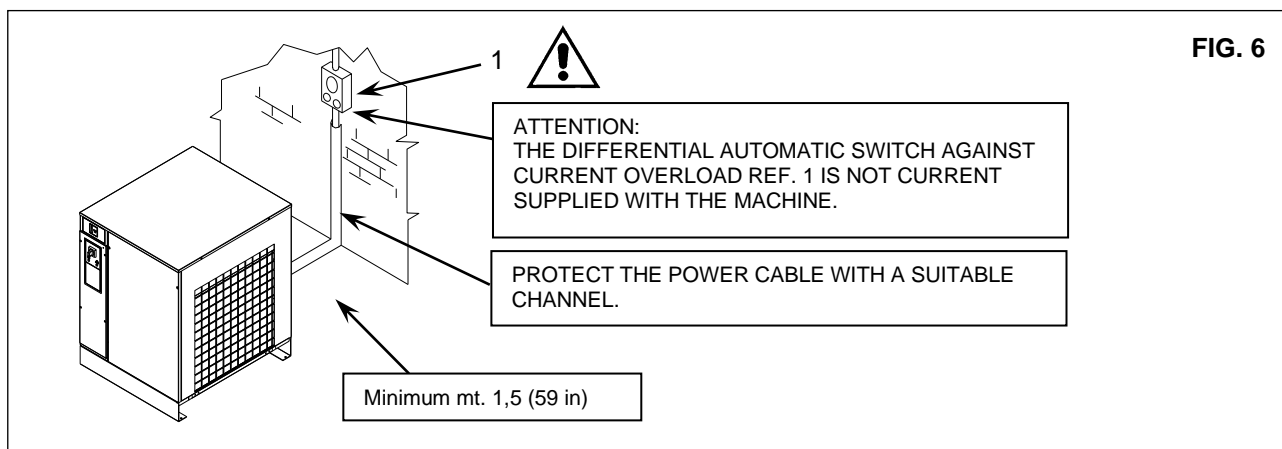 FIG. 6
1
ATTENTION:
THE DIFFERENTIAL AUTOMATIC SWITCH AGAINST
CURRENT OVERLOAD REF. 1 IS NOT CURRENT
SUPPLIED WITH THE MACHINE.
PROTECT THE POWER CABLE WITH A SUITABLE
CHANNEL.
Minimum mt. 1,5 (59 in)